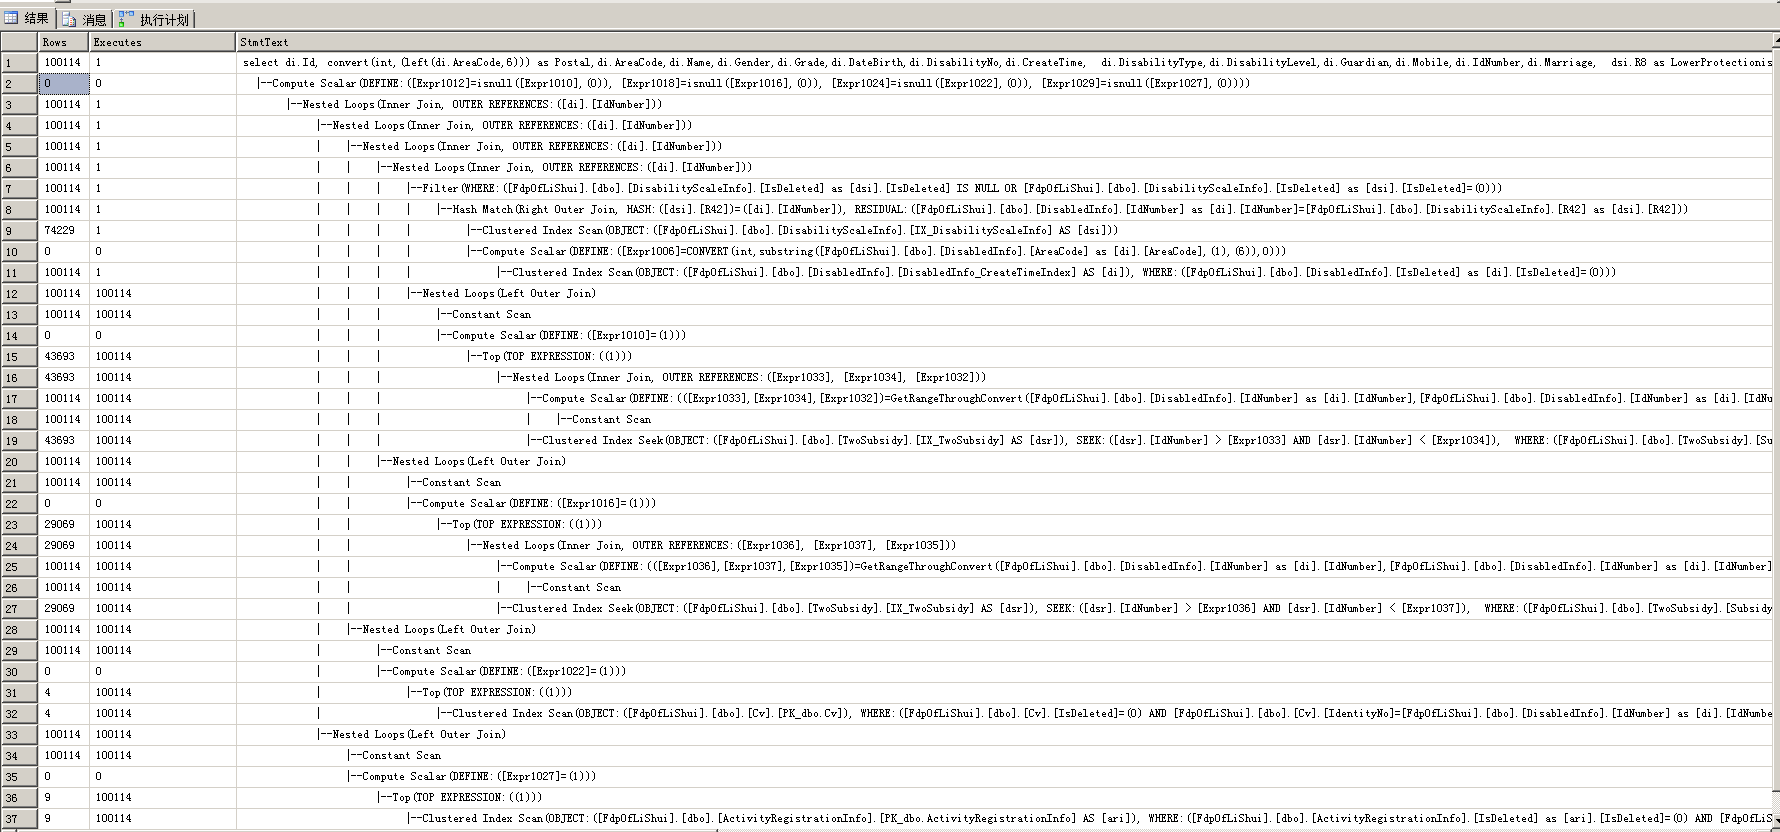 结果 消息 执行计划
Rows Executes StmtText
1 100114 1 select di.Id, convert(int, (left(di.AreaCode,6))) as Postal,di.AreaCode,di.Name,di.Gender,di.Grade,di.DateBirth,di.DisabilityNo,di.CreateTime, di.DisabilityType,di.DisabilityLevel,di.Guardian,di.Mobile,di.IdNumber,di.Marriage, dsi.R8 as LowerProtectionis
2 0 0 |--Compute Scalar(DEFINE:([Expr1012]=isnull([Expr1010],(0)), [Expr1018]=isnull([Expr1016],(0)), [Expr1024]=isnull([Expr1022],(0)), [Expr1029]=isnull([Expr1027],(0))))
3 100114 1 |--Nested Loops(Inner Join, OUTER REFERENCES:([di].[IdNumber]))
4 100114 1 |--Nested Loops(Inner Join, OUTER REFERENCES:([di].[IdNumber]))
5 100114 1 | |--Nested Loops(Inner Join, OUTER REFERENCES:([di].[IdNumber]))
6 100114 1 | | |--Nested Loops(Inner Join, OUTER REFERENCES:([di].[IdNumber]))
7 100114 1 | | | |--Filter(WHERE:([FdpOfLiShui].[dbo].[DisabilityScaleInfo].[IsDeleted] as [dsi].[IsDeleted] IS NULL OR [FdpOfLiShui].[dbo].[DisabilityScaleInfo].[IsDeleted] as [dsi].[IsDeleted]=(0)))
8 100114 1 | | | | |--Hash Match(Right Outer Join, HASH:([dsi].[R42])=([di].[IdNumber]), RESIDUAL:([FdpOfLiShui].[dbo].[DisabledInfo].[IdNumber] as [di].[IdNumber]=[FdpOfLiShui].[dbo].[DisabilityScaleInfo].[R42] as [dsi].[R42]))
9 74229 1 | | | | |--Clustered Index Scan(OBJECT:([FdpOfLiShui].[dbo].[DisabilityScaleInfo].[IX_DisabilityScaleInfo] AS [dsi]))
10 0 0 | | | | |--Compute Scalar(DEFINE:([Expr1006]=CONVERT(int,substring([FdpOfLiShui].[dbo].[DisabledInfo].[AreaCode] as [di].[AreaCode],(1),(6)),0)))
11 100114 1 | | | | |--Clustered Index Scan(OBJECT:([FdpOfLiShui].[dbo].[DisabledInfo].[DisabledInfo_CreateTimeIndex] AS [di]), WHERE:([FdpOfLiShui].[dbo].[DisabledInfo].[IsDeleted] as [di].[IsDeleted]=(0)))
12 100114 100114 | | | |--Nested Loops(Left Outer Join)
13 100114 100114 | | | |--Constant Scan
14 0 0 | | | |--Compute Scalar(DEFINE:([Expr1010]=(1)))
15 43693 100114 | | | |--Top(TOP EXPRESSION:((1)))
16 43693 100114 | | | |--Nested Loops(Inner Join, OUTER REFERENCES:([Expr1033], [Expr1034], [Expr1032]))
17 100114 100114 | | | |--Compute Scalar(DEFINE:(([Expr1033],[Expr1034],[Expr1032])=GetRangeThroughConvert([FdpOfLiShui].[dbo].[DisabledInfo].[IdNumber] as [di].[IdNumber],[FdpOfLiShui].[dbo].[DisabledInfo].[IdNumber] as [di].[IdNu
18 100114 100114 | | | | |--Constant Scan
19 43693 100114 | | | |--Clustered Index Seek(OBJECT:([FdpOfLiShui].[dbo].[TwoSubsidy].[IX_TwoSubsidy] AS [dsr]), SEEK:([dsr].[IdNumber] > [Expr1033] AND [dsr].[IdNumber] < [Expr1034]), WHERE:([FdpOfLiShui].[dbo].[TwoSubsidy].[Su
20 100114 100114 | | |--Nested Loops(Left Outer Join)
21 100114 100114 | | |--Constant Scan
22 0 0 | | |--Compute Scalar(DEFINE:([Expr1016]=(1)))
23 29069 100114 | | |--Top(TOP EXPRESSION:((1)))
24 29069 100114 | | |--Nested Loops(Inner Join, OUTER REFERENCES:([Expr1036], [Expr1037], [Expr1035]))
25 100114 100114 | | |--Compute Scalar(DEFINE:(([Expr1036],[Expr1037],[Expr1035])=GetRangeThroughConvert([FdpOfLiShui].[dbo].[DisabledInfo].[IdNumber] as [di].[IdNumber],[FdpOfLiShui].[dbo].[DisabledInfo].[IdNumber] as [di].[IdNumber]
26 100114 100114 | | | |--Constant Scan
27 29069 100114 | | |--Clustered Index Seek(OBJECT:([FdpOfLiShui].[dbo].[TwoSubsidy].[IX_TwoSubsidy] AS [dsr]), SEEK:([dsr].[IdNumber] > [Expr1036] AND [dsr].[IdNumber] < [Expr1037]), WHERE:([FdpOfLiShui].[dbo].[TwoSubsidy].[Subsidy
28 100114 100114 | |--Nested Loops(Left Outer Join)
29 100114 100114 | |--Constant Scan
30 0 0 | |--Compute Scalar(DEFINE:([Expr1022]=(1)))
31 4 100114 | |--Top(TOP EXPRESSION:((1)))
32 4 100114 | |--Clustered Index Scan(OBJECT:([FdpOfLiShui].[dbo].[Cv].[PK_dbo.Cv]), WHERE:([FdpOfLiShui].[dbo].[Cv].[IsDeleted]=(0) AND [FdpOfLiShui].[dbo].[Cv].[IdentityNo]=[FdpOfLiShui].[dbo].[DisabledInfo].[IdNumber] as [di].[IdNumbe
33 100114 100114 |--Nested Loops(Left Outer Join)
34 100114 100114 |--Constant Scan
35 0 0 |--Compute Scalar(DEFINE:([Expr1027]=(1)))
36 9 100114 |--Top(TOP EXPRESSION:((1)))
37 9 100114 |--Clustered Index Scan(OBJECT:([FdpOfLiShui].[dbo].[ActivityRegistrationInfo].[PK_dbo.ActivityRegistrationInfo] AS [ari]), WHERE:([FdpOfLiShui].[dbo].[ActivityRegistrationInfo].[IsDeleted] as [ari].[IsDeleted]=(0) AND [FdpOfLiS